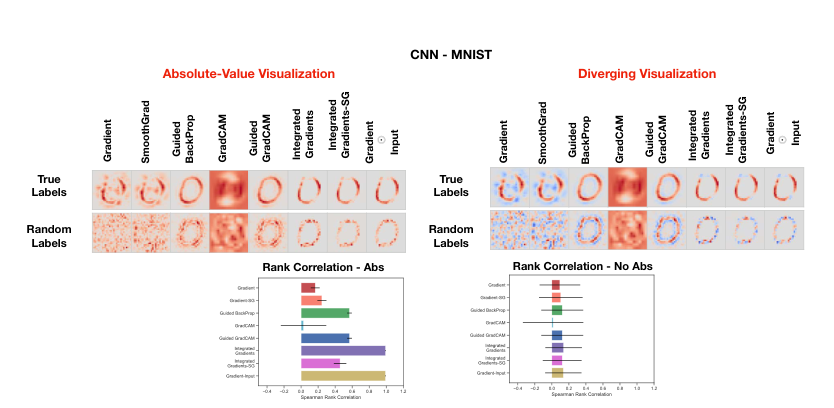 CNN - MNIST
Absolute-Value Visualization
Gradient
SmoothGrad
Guided
BackProp
GradCAM
Guided
GradCAM
Integrated
Gradients
Integrated
Gradients-SG
Gradient ⊙ Input
True
Labels
Random
Labels
Rank Correlation - Abs
Gradient
Gradient-SG
Guided BackProp
GradCAM
Guided GradCAM
Integrated
Gradients
Integrated
Gradients-SG
Gradient-Input
−0.4 −0.2 0.0 0.2 0.4 0.6 0.8 1.0 1.2
Spearman Rank Correlation
Diverging Visualization
Gradient
SmoothGrad
Guided
BackProp
GradCAM
Guided
GradCAM
Integrated
Gradients
Integrated
Gradients-SG
Gradient ⊙ Input
True
Labels
Random
Labels
Rank Correlation - No Abs
Gradient
Gradient-SG
Guided BackProp
GradCAM
Guided GradCAM
Integrated
Gradients
Integrated
Gradients-SG
Gradient-Input
−0.4 −0.2 0.0 0.2 0.4 0.6 0.8 1.0 1.2
Spearman Rank Correlation